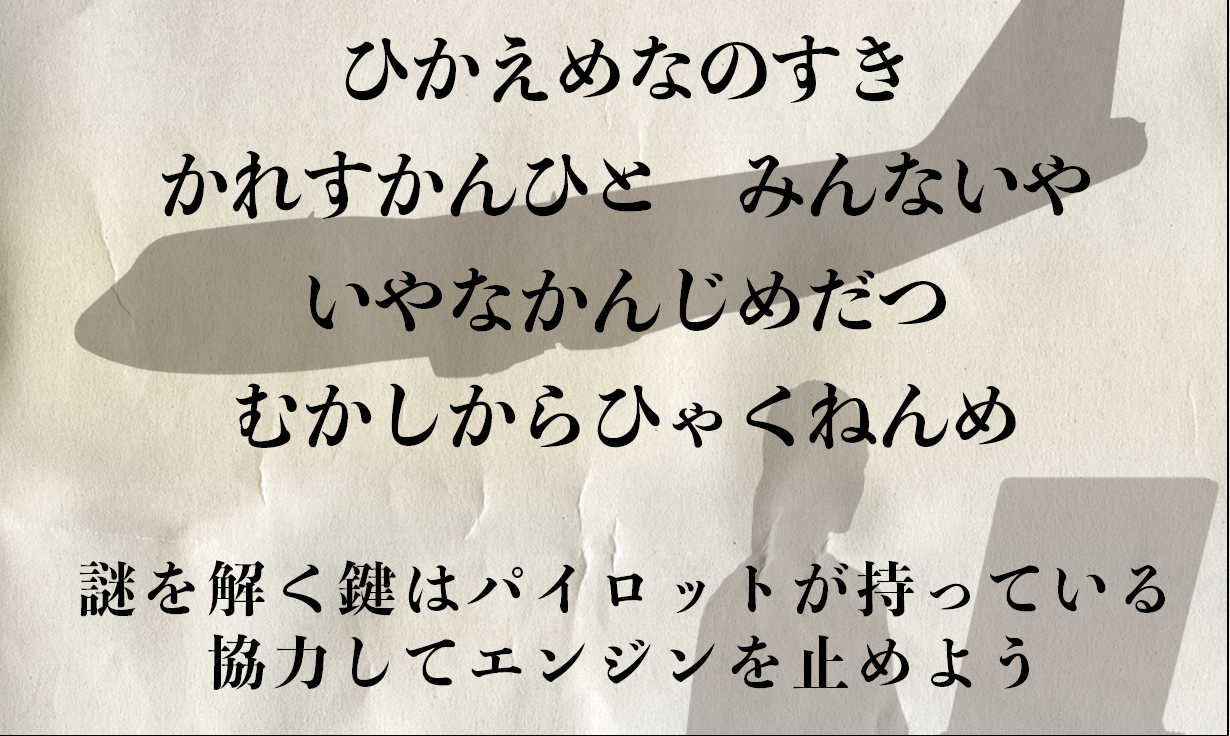 ひかえめなのすき
かれすかんひと　みんないや
いやなかんじめだつ
むかしからひゃくねんめ
謎を解く鍵はパイロットが持っている
協力してエンジンを止めよう